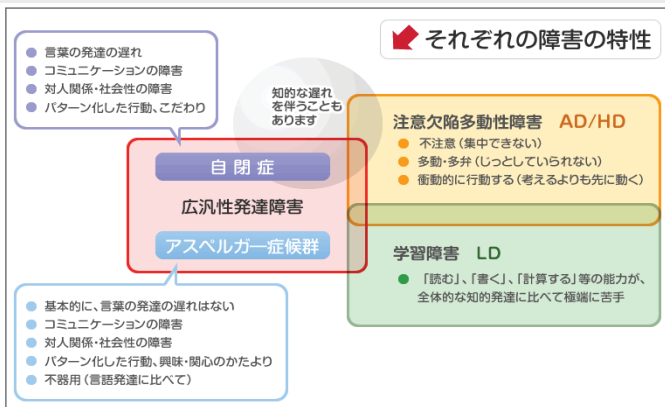 それぞれの障害の特性
● 言葉の発達の遅れ
● コミュニケーションの障害
● 対人関係・社会性の障害
● パターン化した行動、こだわり
知的な遅れ
を伴うことも
あります
自閉症
広汎性発達障害
アスペルガー症候群
注意欠陥多動性障害 AD/HD
● 不注意（集中できない）
● 多動・多弁（じっとしていられない）
● 衝動的に行動する（考えるよりも先に動く）
学習障害 LD
● 「読む」、「書く」、「計算する」等の能力が、
全体的な知的発達に比べて極端に苦手
● 基本的に、言葉の発達の遅れはない
● コミュニケーションの障害
● 対人関係・社会性の障害
● パターン化した行動、興味・関心のかたより
● 不器用（言語発達に比べて）